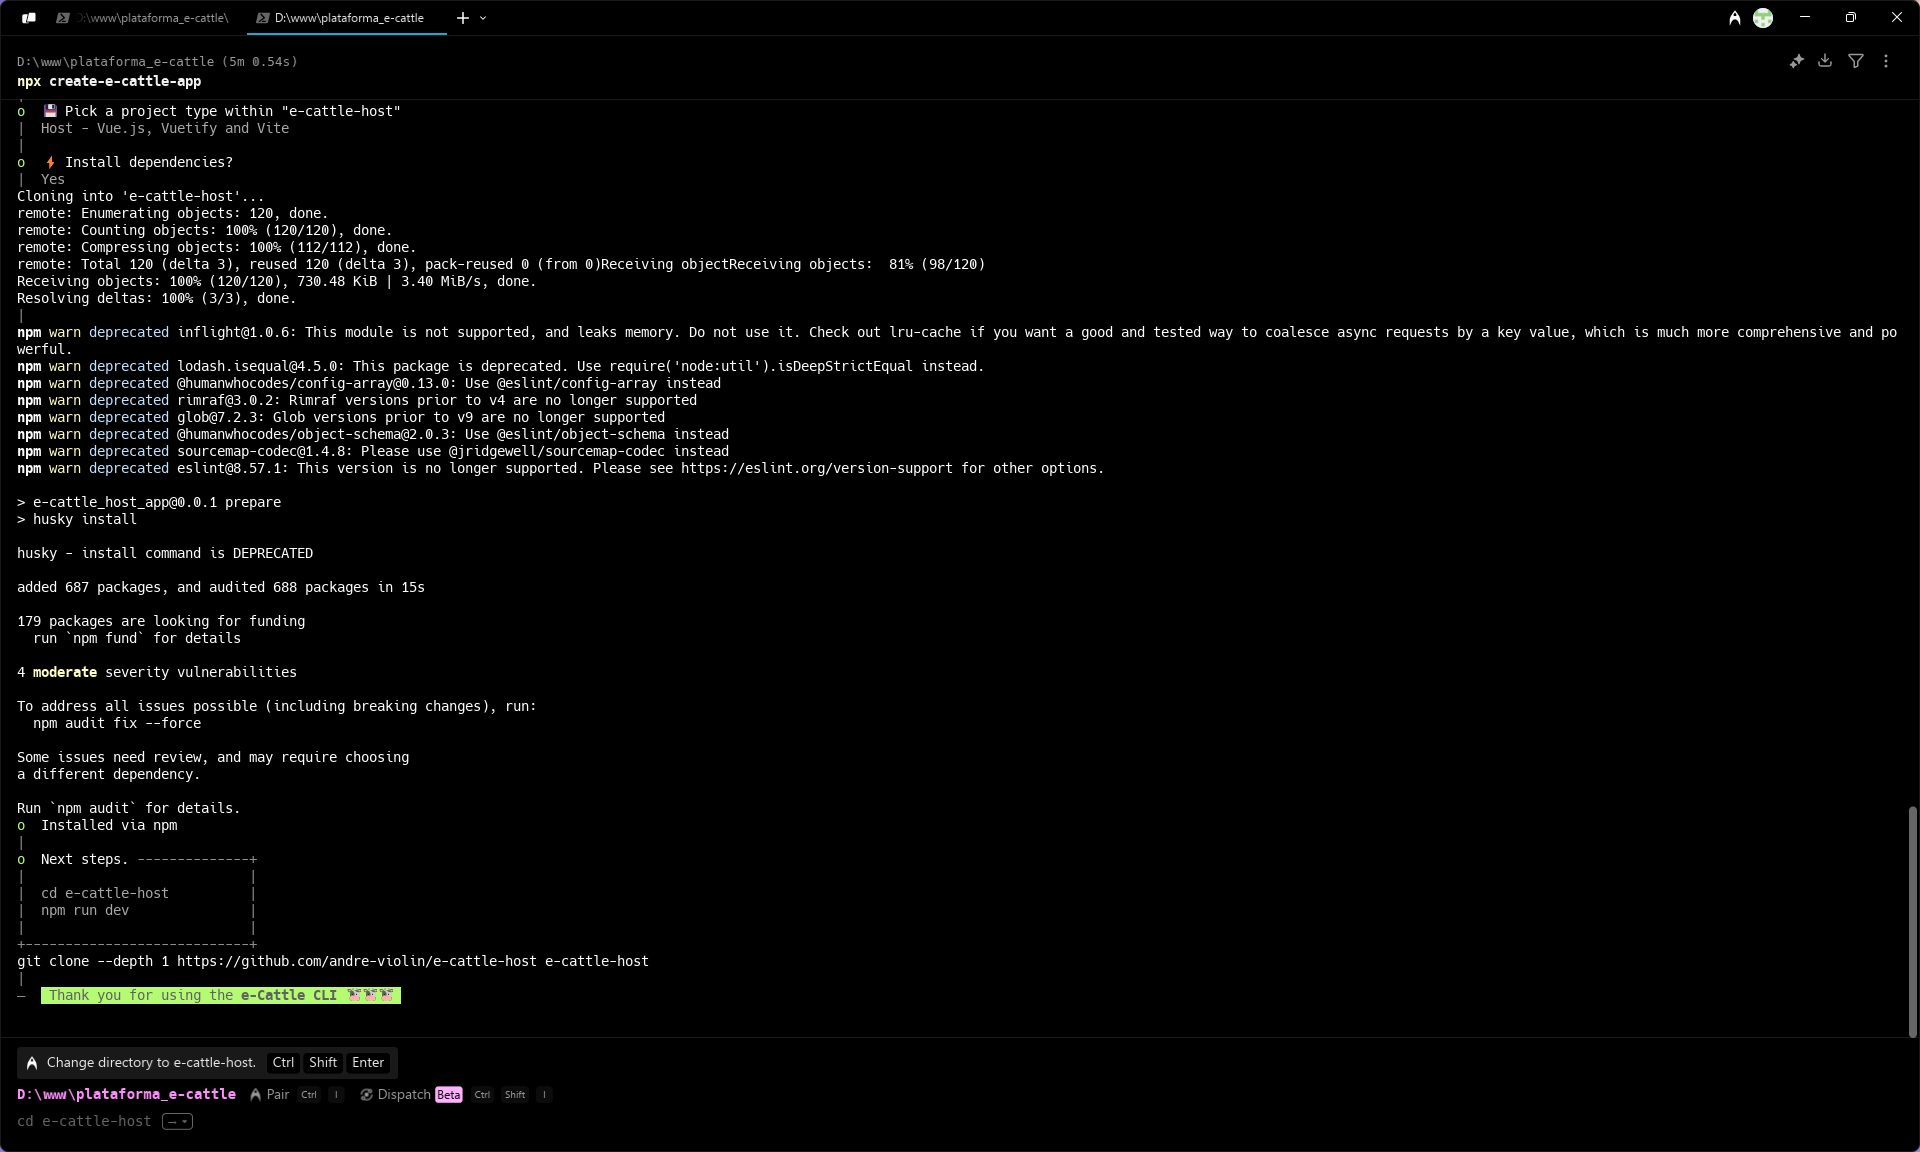 D:\www\plataforma_e-cattle\
D:\www\plataforma_e-cattle
D:\www\plataforma_e-cattle (5m 0.54s)
npx create-e-cattle-app
o  Pick a project type within "e-cattle-host"
|  Host - Vue.js, Vuetify and Vite
|
o  Install dependencies?
|  Yes
Cloning into 'e-cattle-host'...
remote: Enumerating objects: 120, done.
remote: Counting objects: 100% (120/120), done.
remote: Compressing objects: 100% (112/112), done.
remote: Total 120 (delta 3), reused 120 (delta 3), pack-reused 0 (from 0)Receiving objectReceiving objects:  81% (98/120)
Receiving objects: 100% (120/120), 730.48 KiB | 3.40 MiB/s, done.
Resolving deltas: 100% (3/3), done.
|
npm warn deprecated inflight@1.0.6: This module is not supported, and leaks memory. Do not use it. Check out lru-cache if you want a good and tested way to coalesce async requests by a key value, which is much more comprehensive and po
werful.
npm warn deprecated lodash.isequal@4.5.0: This package is deprecated. Use require('node:util').isDeepStrictEqual instead.
npm warn deprecated @humanwhocodes/config-array@0.13.0: Use @eslint/config-array instead
npm warn deprecated rimraf@3.0.2: Rimraf versions prior to v4 are no longer supported
npm warn deprecated glob@7.2.3: Glob versions prior to v9 are no longer supported
npm warn deprecated @humanwhocodes/object-schema@2.0.3: Use @eslint/object-schema instead
npm warn deprecated sourcemap-codec@1.4.8: Please use @jridgewell/sourcemap-codec instead
npm warn deprecated eslint@8.57.1: This version is no longer supported. Please see https://eslint.org/version-support for other options.
> e-cattle_host_app@0.0.1 prepare
> husky install
husky - install command is DEPRECATED
added 687 packages, and audited 688 packages in 15s
179 packages are looking for funding
  run `npm fund` for details
4 moderate severity vulnerabilities
To address all issues possible (including breaking changes), run:
  npm audit fix --force
Some issues need review, and may require choosing
a different dependency.
Run `npm audit` for details.
o  Installed via npm
|
o  Next steps. --------------+
|                            |
|  cd e-cattle-host          |
|  npm run dev               |
|                            |
+----------------------------+
git clone --depth 1 https://github.com/andre-violin/e-cattle-host e-cattle-host
|
—  Thank you for using the e-Cattle CLI
Change directory to e-cattle-host. Ctrl Shift Enter
D:\www\plataforma_e-cattle Pair Ctrl I Dispatch Beta Ctrl Shift I
cd e-cattle-host